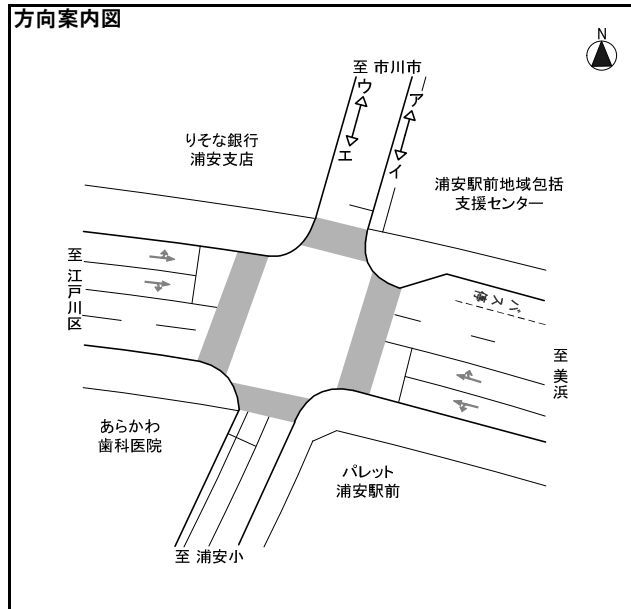 方向案内図
N
至 市川市
ウ
ア
エ
イ
りそな銀行
浦安支店
浦安駅前地域包括
支援センター
至 江戸川区
バス停
至 美浜
あらかわ
歯科医院
パレット
浦安駅前
至 浦安小